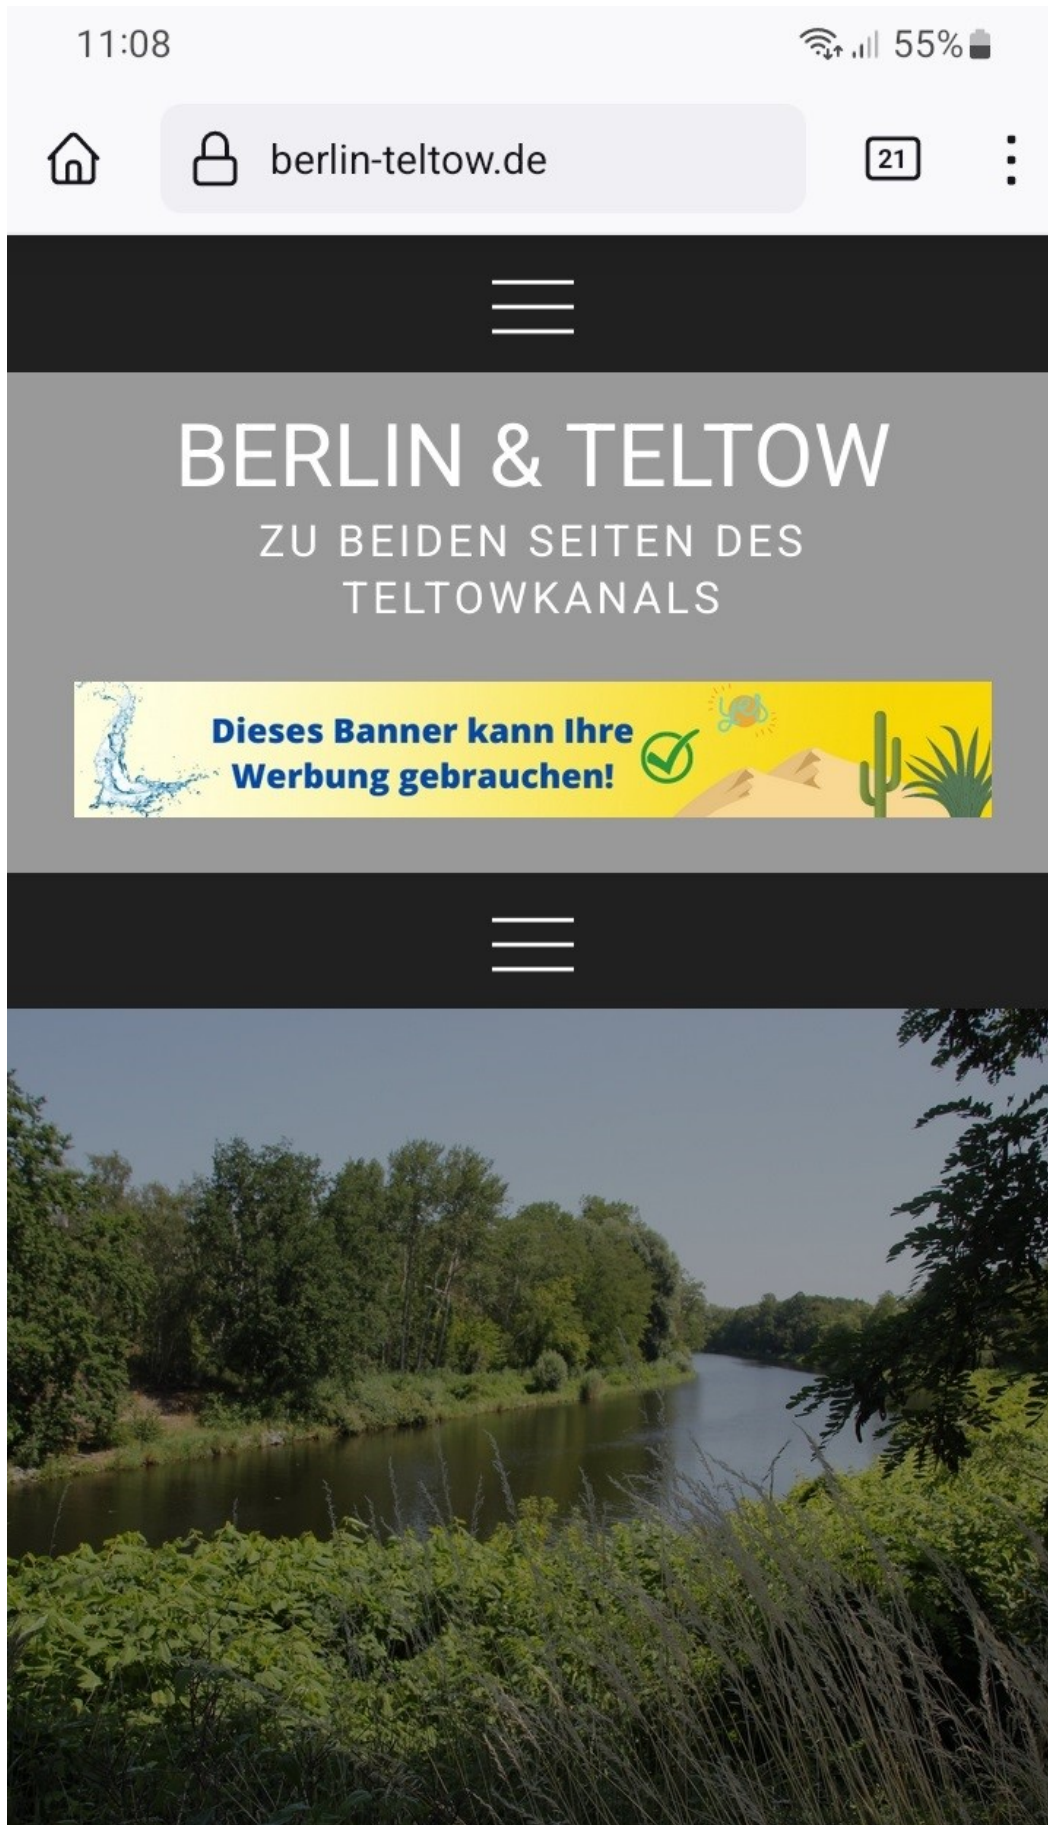 11:08
55%
berlin-teltow.de
21
BERLIN & TELTOW
ZU BEIDEN SEITEN DES
TELTOWKANALS
yes
Dieses Banner kann Ihre
Werbung gebrauchen!